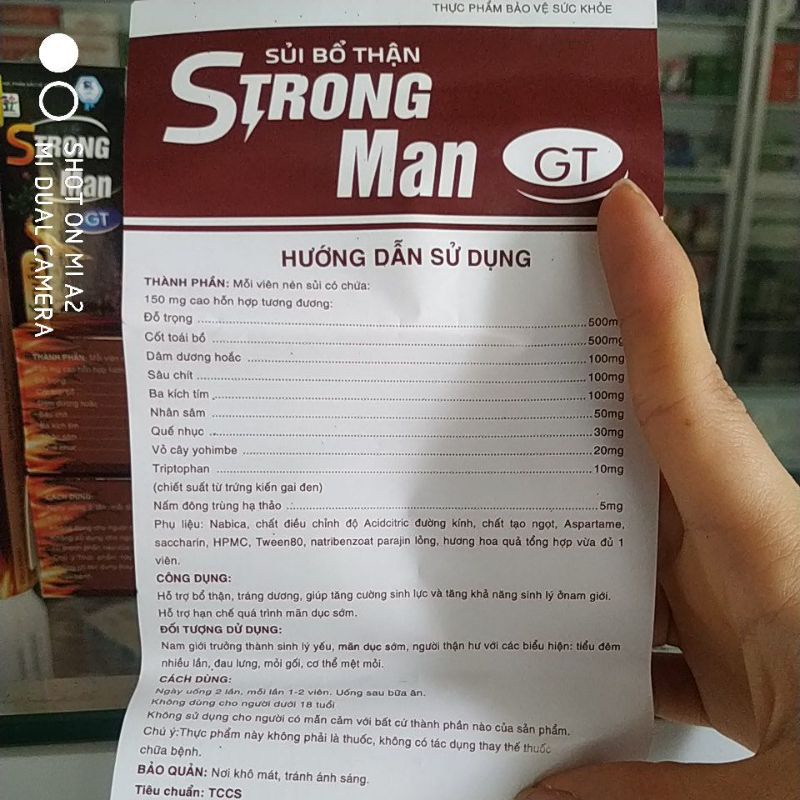 THỰC PHẨM BẢO VỆ SỨC KHỎE
SỦI BỔ THẬN
STRONG
Man GT
HƯỚNG DẪN SỬ DỤNG
THÀNH PHẦN: Mỗi viên nén sủi có chứa:
150 mg cao hỗn hợp tương đương:
Đỗ trọng ... 500mg
Cốt toái bổ ... 500mg
Dâm dương hoắc ... 100mg
Sâu chít ... 100mg
Ba kích tím ... 100mg
Nhân sâm ... 50mg
Quế nhục ... 30mg
Vỏ cây yohimbe ... 20mg
Triptophan ... 10mg
(chiết suất từ trứng kiến gai đen)
Nấm đông trùng hạ thảo ... 5mg
Phụ liệu: Nabica, chất điều chỉnh độ Acidcitric đường kính, chất tạo ngọt, Aspartame,
saccharin, HPMC, Tween80, natribenzoat parajin lỏng, hương hoa quả tổng hợp vừa đủ 1
viên.
CÔNG DỤNG:
Hỗ trợ bổ thận, tráng dương, giúp tăng cường sinh lực và tăng khả năng sinh lý ởnam giới.
Hỗ trợ hạn chế quá trình mãn dục sớm.
ĐỐI TƯỢNG DỬ DỤNG:
Nam giới trưởng thành sinh lý yếu, mãn dục sớm, người thận hư với các biểu hiện: tiểu đêm
nhiều lần, đau lưng, mỏi gối, cơ thể mệt mỏi.
CÁCH DÙNG:
Ngày uống 2 lần, mỗi lần 1-2 viên. Uống sau bữa ăn.
Không dùng cho người dưới 18 tuổi
Không sử dụng cho người có mẫn cảm với bất cứ thành phần nào của sản phẩm.
Chú ý:Thực phẩm này không phải là thuốc, không có tác dụng thay thế thuốc
chữa bệnh.
BẢO QUẢN: Nơi khô mát, tránh ánh sáng.
Tiêu chuẩn: TCCS
STRONG
Man
GT
SHOT ON MI A2
MI DUAL CAMERA